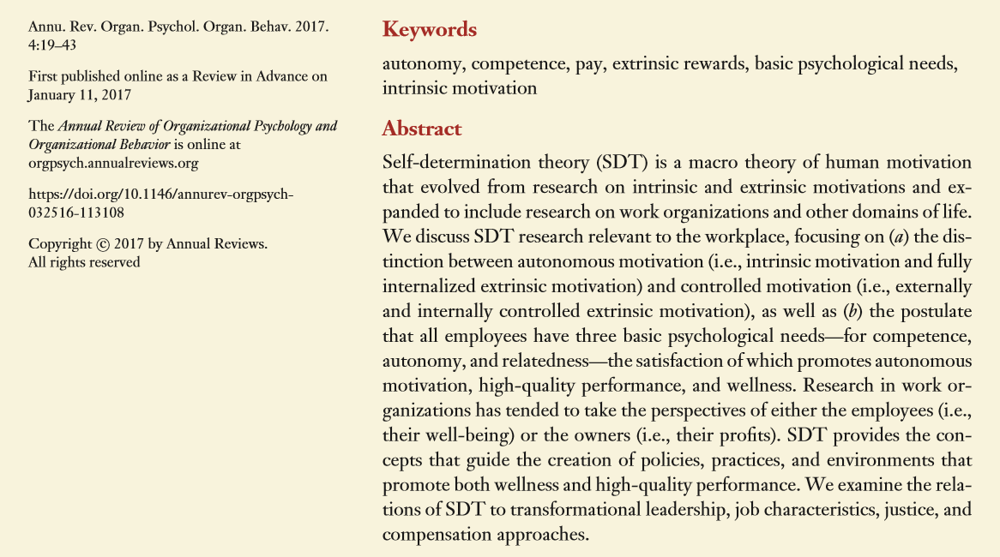 Annu. Rev. Organ. Psychol. Organ. Behav. 2017.
4:19–43
First published online as a Review in Advance on
January 11, 2017
The Annual Review of Organizational Psychology and
Organizational Behavior is online at
orgpsych.annualreviews.org
https://doi.org/10.1146/annurev-orgpsych-
032516-113108
Copyright © 2017 by Annual Reviews.
All rights reserved
Keywords
autonomy, competence, pay, extrinsic rewards, basic psychological needs,
intrinsic motivation
Abstract
Self-determination theory (SDT) is a macro theory of human motivation
that evolved from research on intrinsic and extrinsic motivations and ex-
panded to include research on work organizations and other domains of life.
We discuss SDT research relevant to the workplace, focusing on (a) the dis-
tinction between autonomous motivation (i.e., intrinsic motivation and fully
internalized extrinsic motivation) and controlled motivation (i.e., externally
and internally controlled extrinsic motivation), as well as (b) the postulate
that all employees have three basic psychological needs—for competence,
autonomy, and relatedness—the satisfaction of which promotes autonomous
motivation, high-quality performance, and wellness. Research in work or-
ganizations has tended to take the perspectives of either the employees (i.e.,
their well-being) or the owners (i.e., their profits). SDT provides the con-
cepts that guide the creation of policies, practices, and environments that
promote both wellness and high-quality performance. We examine the rela-
tions of SDT to transformational leadership, job characteristics, justice, and
compensation approaches.